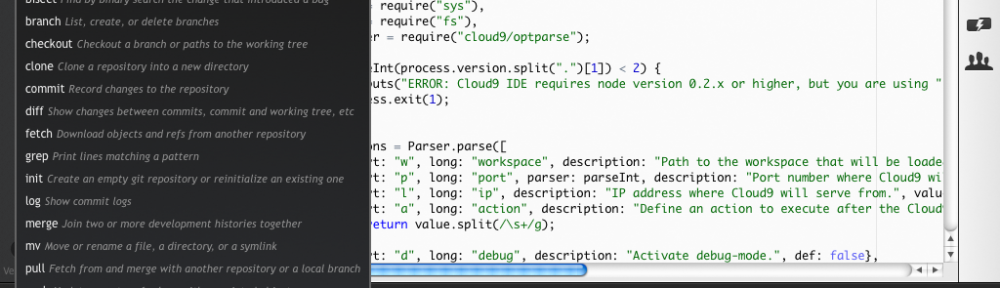 bisect Find by binary search the change that introduced a bug
branch List, create, or delete branches
checkout Checkout a branch or paths to the working tree
clone Clone a repository into a new directory
commit Record changes to the repository
diff Show changes between commits, commit and working tree, etc
fetch Download objects and refs from another repository
grep Print lines matching a pattern
init Create an empty git repository or reinitialize an existing one
log Show commit logs
merge Join two or more development histories together
mv Move or rename a file, a directory, or a symlink
pull Fetch from and merge with another repository or a local branch
= require("sys"),
= require("fs"),
er = require("cloud9/optparse");
eInt(process.version.split(".")[1]) < 2) {
puts("ERROR: Cloud9 IDE requires node version 0.2.x or higher, but you are using "
ess.exit(1);
ons = Parser.parse([
rt: "w", long: "workspace", description: "Path to the workspace that will be loade
rt: "p", long: "port", parser: parseInt, description: "Port number where Cloud9 wi
rt: "l", long: "ip", description: "IP address where Cloud9 will serve from.", valu
rt: "a", long: "action", description: "Define an action to execute after the Cloud
return value.split(/\s+/g);
rt: "d", long: "debug", description: "Activate debug-mode.", def: false},